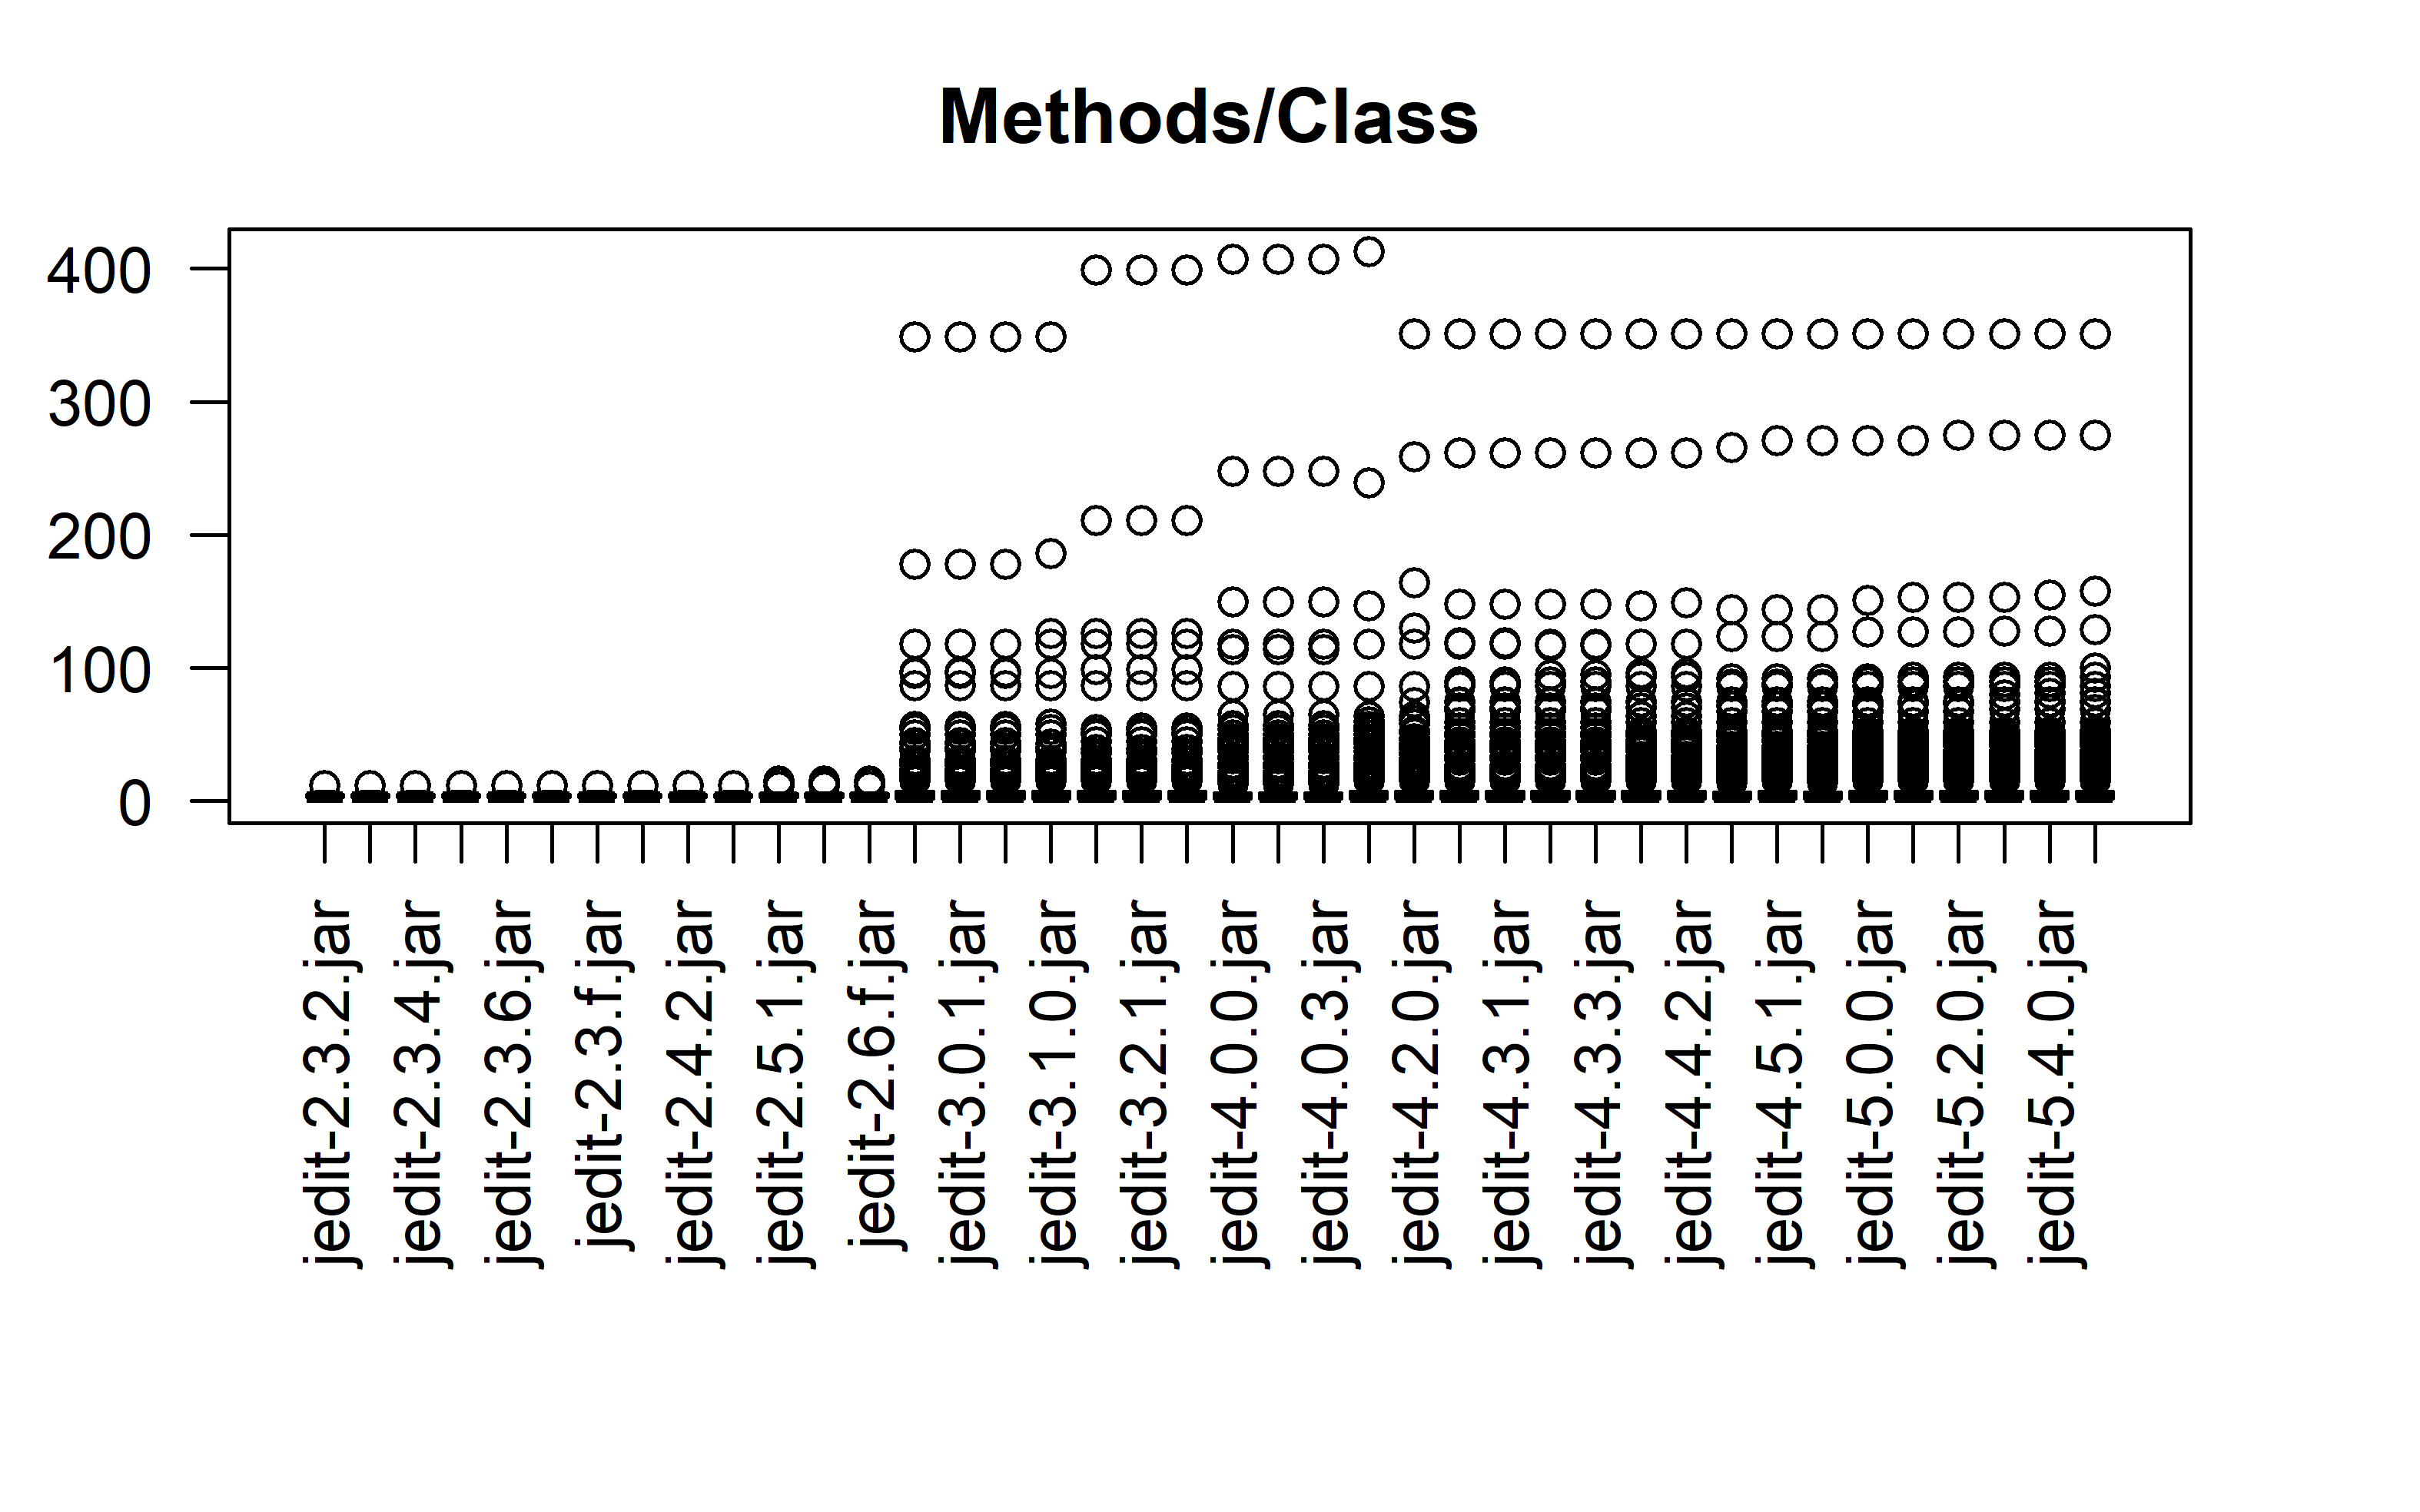 Methods/Class
400
300
200
100
0
jedit-2.3.2.jar
jedit-2.3.4.jar
jedit-2.3.6.jar
jedit-2.3.f.jar
jedit-2.4.2.jar
jedit-2.5.1.jar
jedit-2.6.f.jar
jedit-3.0.1.jar
jedit-3.1.0.jar
jedit-3.2.1.jar
jedit-4.0.0.jar
jedit-4.0.3.jar
jedit-4.2.0.jar
jedit-4.3.1.jar
jedit-4.3.3.jar
jedit-4.4.2.jar
jedit-4.5.1.jar
jedit-5.0.0.jar
jedit-5.2.0.jar
jedit-5.4.0.jar